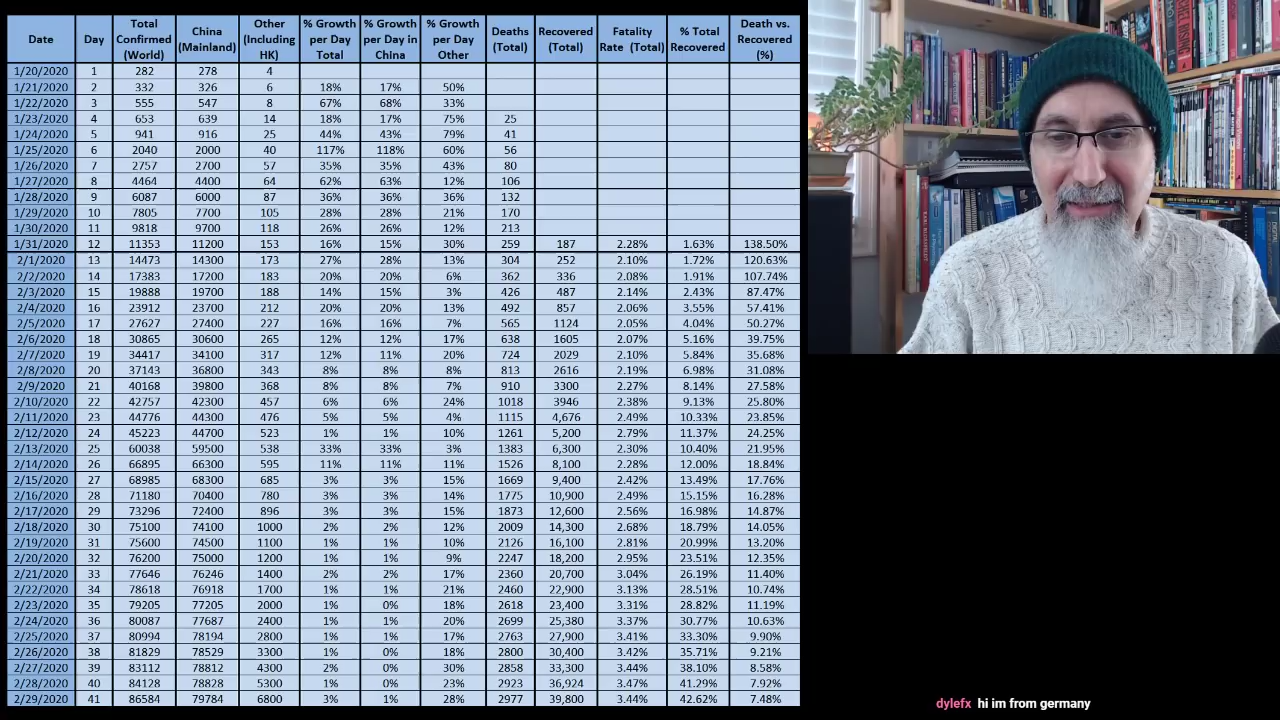 Date Day Total Confirmed (World) China (Mainland) Other (Including HK) % Growth per Day Total % Growth per Day in China % Growth per Day Other Deaths (Total) Recovered (Total) Fatality Rate (Total) % Total Recovered Death vs. Recovered (%)
1/20/2020 1 282 278 4
1/21/2020 2 332 326 6 18% 17% 50%
1/22/2020 3 555 547 8 67% 68% 33%
1/23/2020 4 653 639 14 18% 17% 75% 25
1/24/2020 5 941 916 25 44% 43% 79% 41
1/25/2020 6 2040 2000 40 117% 118% 60% 56
1/26/2020 7 2757 2700 57 35% 35% 43% 80
1/27/2020 8 4464 4400 64 62% 63% 12% 106
1/28/2020 9 6087 6000 87 36% 36% 36% 132
1/29/2020 10 7805 7700 105 28% 28% 21% 170
1/30/2020 11 9818 9700 118 26% 26% 12% 213
1/31/2020 12 11353 11200 153 16% 15% 30% 259 187 2.28% 1.63% 138.50%
2/1/2020 13 14473 14300 173 27% 28% 13% 304 252 2.10% 1.72% 120.63%
2/2/2020 14 17383 17200 183 20% 20% 6% 362 336 2.08% 1.91% 107.74%
2/3/2020 15 19888 19700 188 14% 15% 3% 426 487 2.14% 2.43% 87.47%
2/4/2020 16 23912 23700 212 20% 20% 13% 492 857 2.06% 3.55% 57.41%
2/5/2020 17 27627 27400 227 16% 16% 7% 565 1124 2.05% 4.04% 50.27%
2/6/2020 18 30865 30600 265 12% 12% 17% 638 1605 2.07% 5.16% 39.75%
2/7/2020 19 34417 34100 317 12% 11% 20% 724 2029 2.10% 5.84% 35.68%
2/8/2020 20 37143 36800 343 8% 8% 8% 813 2616 2.19% 6.98% 31.08%
2/9/2020 21 40168 39800 368 8% 8% 7% 910 3300 2.27% 8.14% 27.58%
2/10/2020 22 42757 42300 457 6% 6% 24% 1018 3946 2.38% 9.13% 25.80%
2/11/2020 23 44776 44300 476 5% 5% 4% 1115 4,676 2.49% 10.33% 23.85%
2/12/2020 24 45223 44700 523 1% 1% 10% 1261 5,200 2.79% 11.37% 24.25%
2/13/2020 25 60038 59500 538 33% 33% 3% 1383 6,300 2.30% 10.40% 21.95%
2/14/2020 26 66895 66300 595 11% 11% 11% 1526 8,100 2.28% 12.00% 18.84%
2/15/2020 27 68985 68300 685 3% 3% 15% 1669 9,400 2.42% 13.49% 17.76%
2/16/2020 28 71180 70400 780 3% 3% 14% 1775 10,900 2.49% 15.15% 16.28%
2/17/2020 29 73296 72400 896 3% 3% 15% 1873 12,600 2.56% 16.98% 14.87%
2/18/2020 30 75100 74100 1000 2% 2% 12% 2009 14,300 2.68% 18.79% 14.05%
2/19/2020 31 75600 74500 1100 1% 1% 10% 2126 16,100 2.81% 20.99% 13.20%
2/20/2020 32 76200 75000 1200 1% 1% 9% 2247 18,200 2.95% 23.51% 12.35%
2/21/2020 33 77646 76246 1400 2% 2% 17% 2360 20,700 3.04% 26.19% 11.40%
2/22/2020 34 78618 76918 1700 1% 1% 21% 2460 22,900 3.13% 28.51% 10.74%
2/23/2020 35 79205 77205 2000 1% 0% 18% 2618 23,400 3.31% 28.82% 11.19%
2/24/2020 36 80087 77687 2400 1% 1% 20% 2699 25,380 3.37% 30.77% 10.63%
2/25/2020 37 80994 78194 2800 1% 1% 17% 2763 27,900 3.41% 33.30% 9.90%
2/26/2020 38 81829 78529 3300 1% 0% 18% 2800 30,400 3.42% 35.71% 9.21%
2/27/2020 39 83112 78812 4300 2% 0% 30% 2858 33,300 3.44% 38.10% 8.58%
2/28/2020 40 84128 78828 5300 1% 0% 23% 2923 36,924 3.47% 41.29% 7.92%
2/29/2020 41 86584 79784 6800 3% 1% 28% 2977 39,800 3.44% 42.62% 7.48%
dylefx hi im from germany